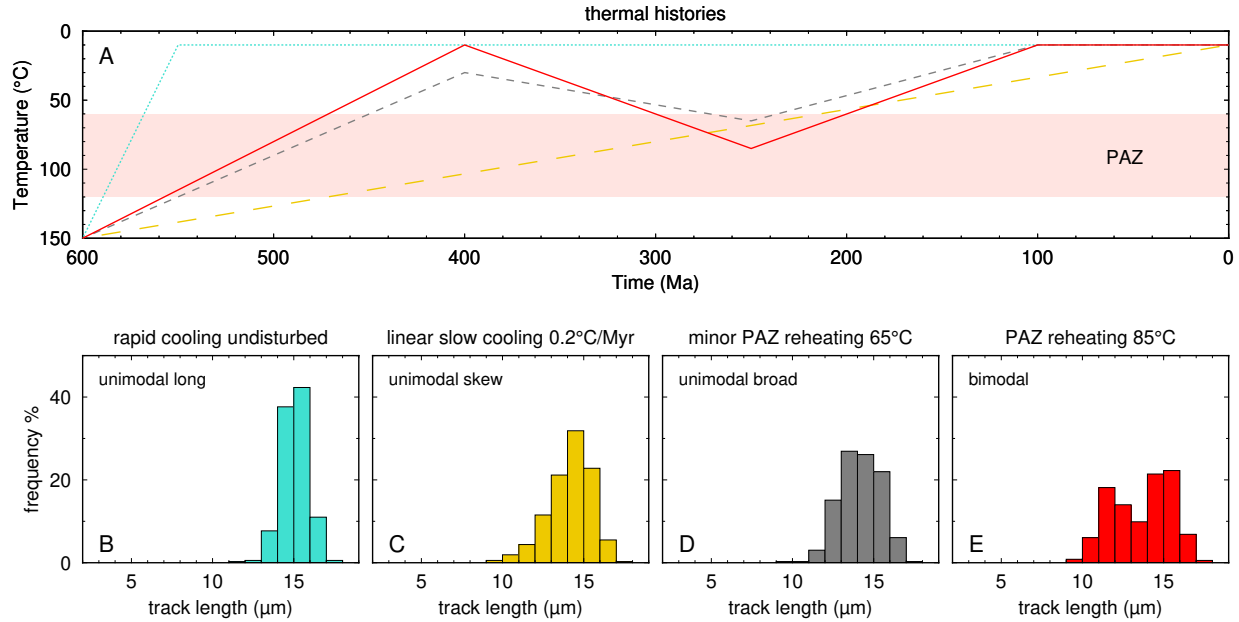 thermal histories
A
PAZ
Temperature (°C)
0
50
100
150
600
500
400
300
200
100
0
Time (Ma)
rapid cooling undisturbed
linear slow cooling 0.2°C/Myr
minor PAZ reheating 65°C
PAZ reheating 85°C
unimodal long
unimodal skew
unimodal broad
bimodal
frequency %
40
20
0
B
C
D
E
5 10 15
5 10 15
5 10 15
5 10 15
track length (μm)
track length (μm)
track length (μm)
track length (μm)